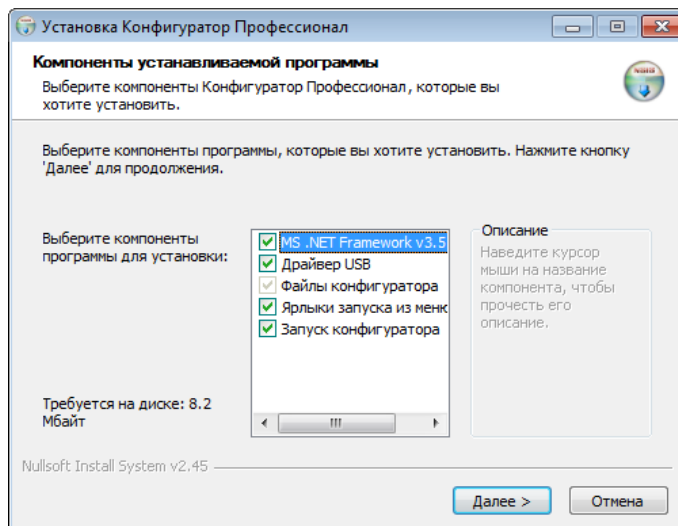 Установка Конфигуратор Профессионал
Компоненты устанавливаемой программы
Выберите компоненты Конфигуратор Профессионал, которые вы
хотите установить.
Выберите компоненты программы, которые вы хотите установить. Нажмите кнопку
'Далее' для продолжения.
Выберите компоненты
программы для установки:
MS .NET Framework v3.5
Драйвер USB
Файлы конфигуратора
Ярлыки запуска из меню
Запуск конфигуратора
Описание
Наведите курсор
мыши на название
компонента, чтобы
прочесть его
описание.
Требуется на диске: 8.2
Мбайт
Nullsoft Install System v2.45
Далее >
Отмена